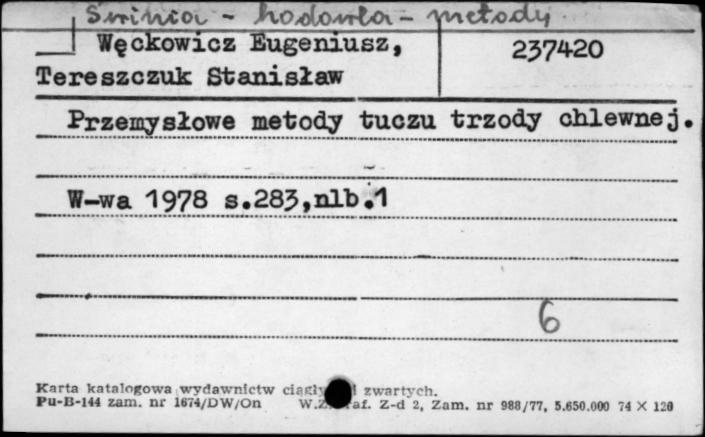 Świnia - hodowla - metody
Węckowicz Eugeniusz, 237420
Tereszczuk Stanisław
Przemysłowe metody tuczu trzody chlewnej.
W-wa 1978 s.283,nlb.1
6
Karta katalogowa wydawnictw zwartych.
Pu-B-144 zam. nr 1674/DW/On Z-d 2, Zam. nr 988/77, 5.650.000 74 X 120